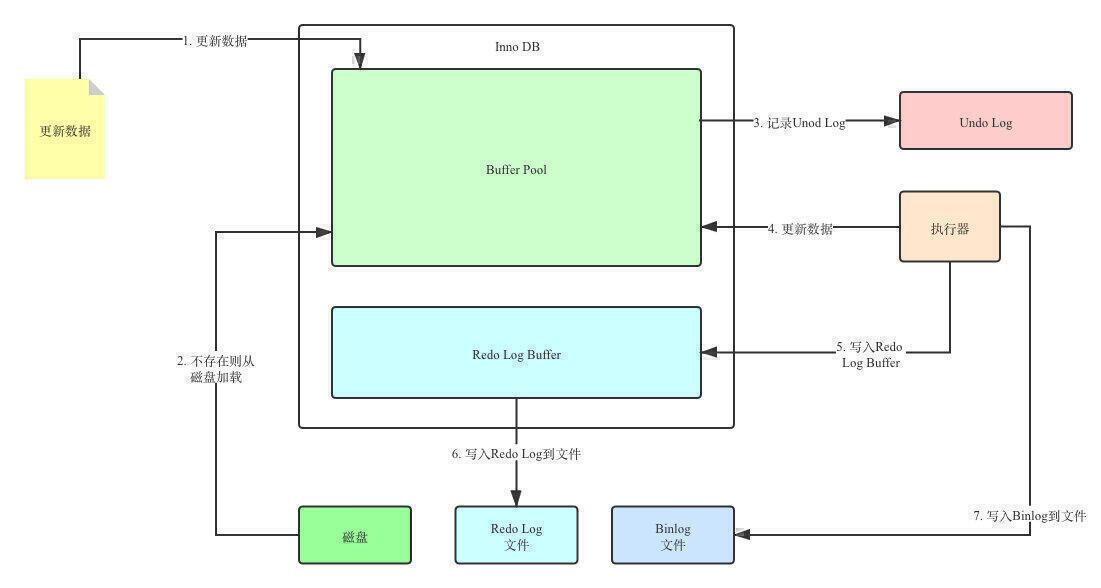 Inno DB
1. 更新数据
更新数据
Buffer Pool
3. 记录Unod Log
Undo Log
4. 更新数据
执行器
2. 不存在则从
磁盘加载
Redo Log Buffer
5. 写入Redo
Log Buffer
6. 写入Redo Log到文件
7. 写入Binlog到文件
磁盘
Redo Log
文件
Binlog
文件